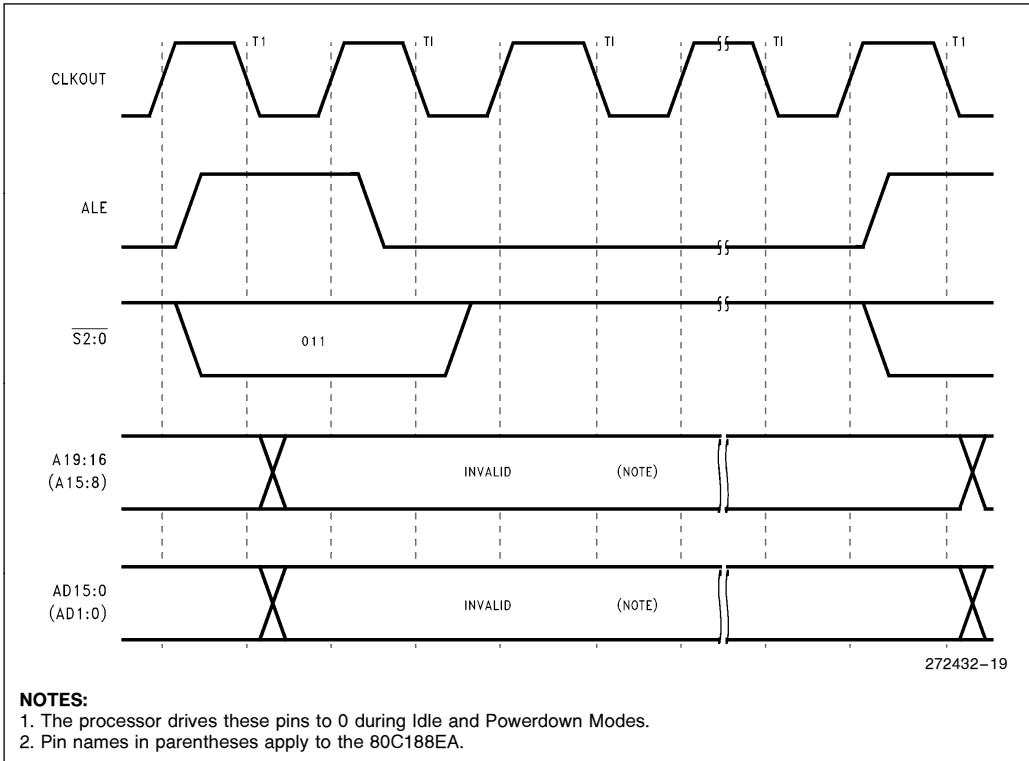 T1 TI TI TI T1
CLKOUT
ALE
S2:0
011
A19:16
(A15:8)
INVALID (NOTE)
AD15:0
(AD1:0)
INVALID (NOTE)
272432–19
NOTES:
1. The processor drives these pins to 0 during Idle and Powerdown Modes.
2. Pin names in parentheses apply to the 80C188EA.